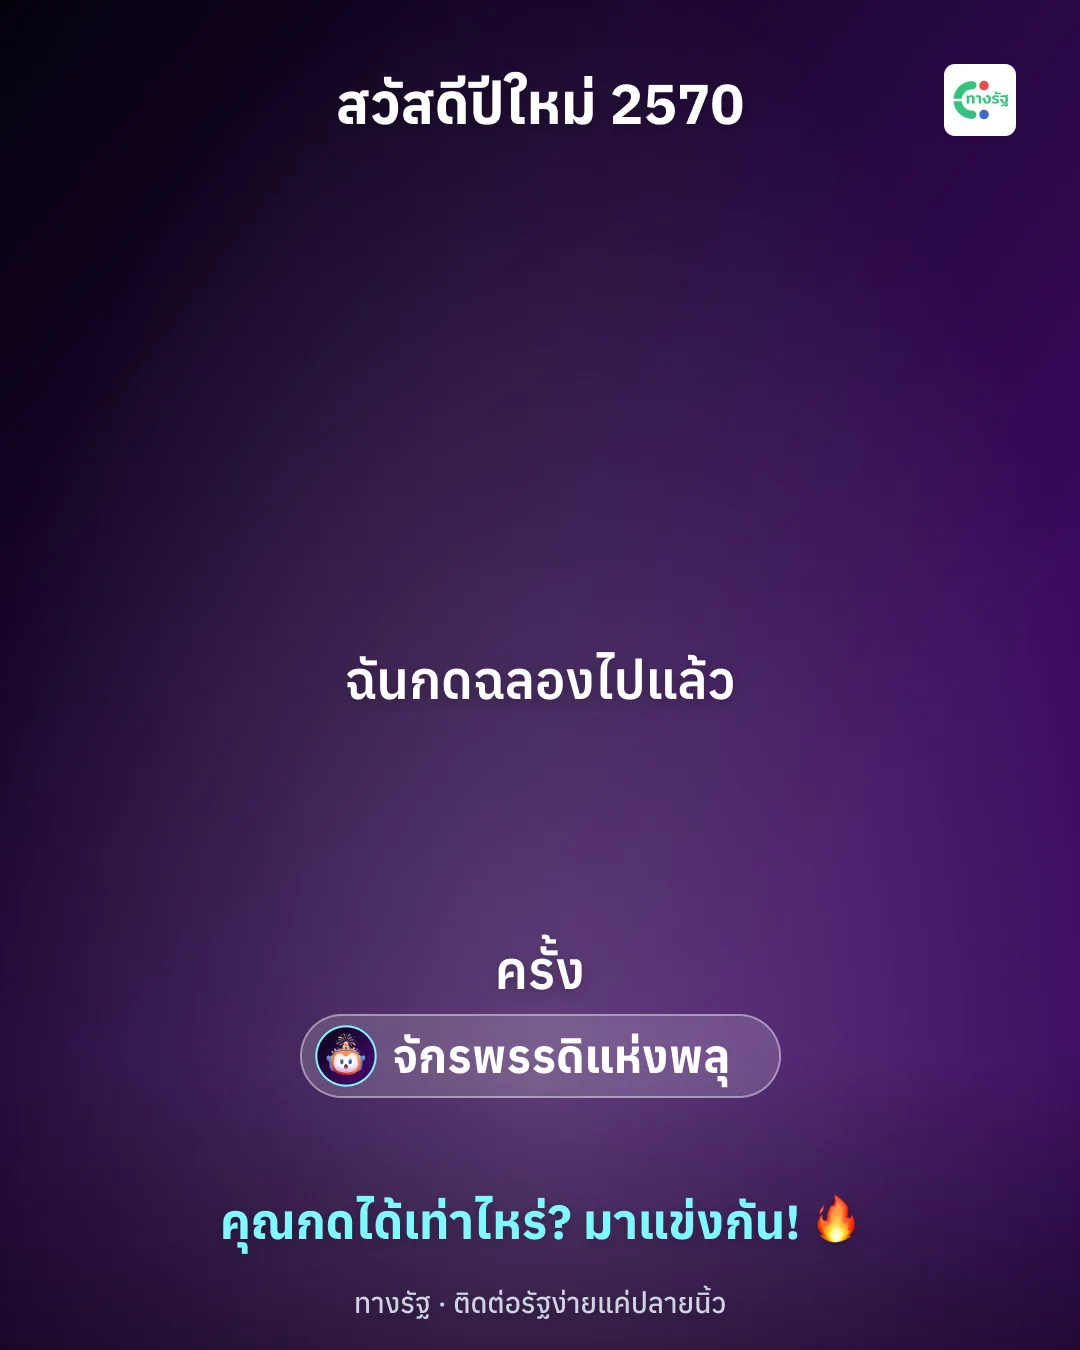 สวัสดีปีใหม่ 2570
ทางรัฐ
ฉันกดฉลองไปแล้ว
ครั้ง
จักรพรรดิแห่งพลุ
คุณกดได้เท่าไหร่? มาแข่งกัน! 🔥
ทางรัฐ · ติดต่อรัฐง่ายแค่ปลายนิ้ว